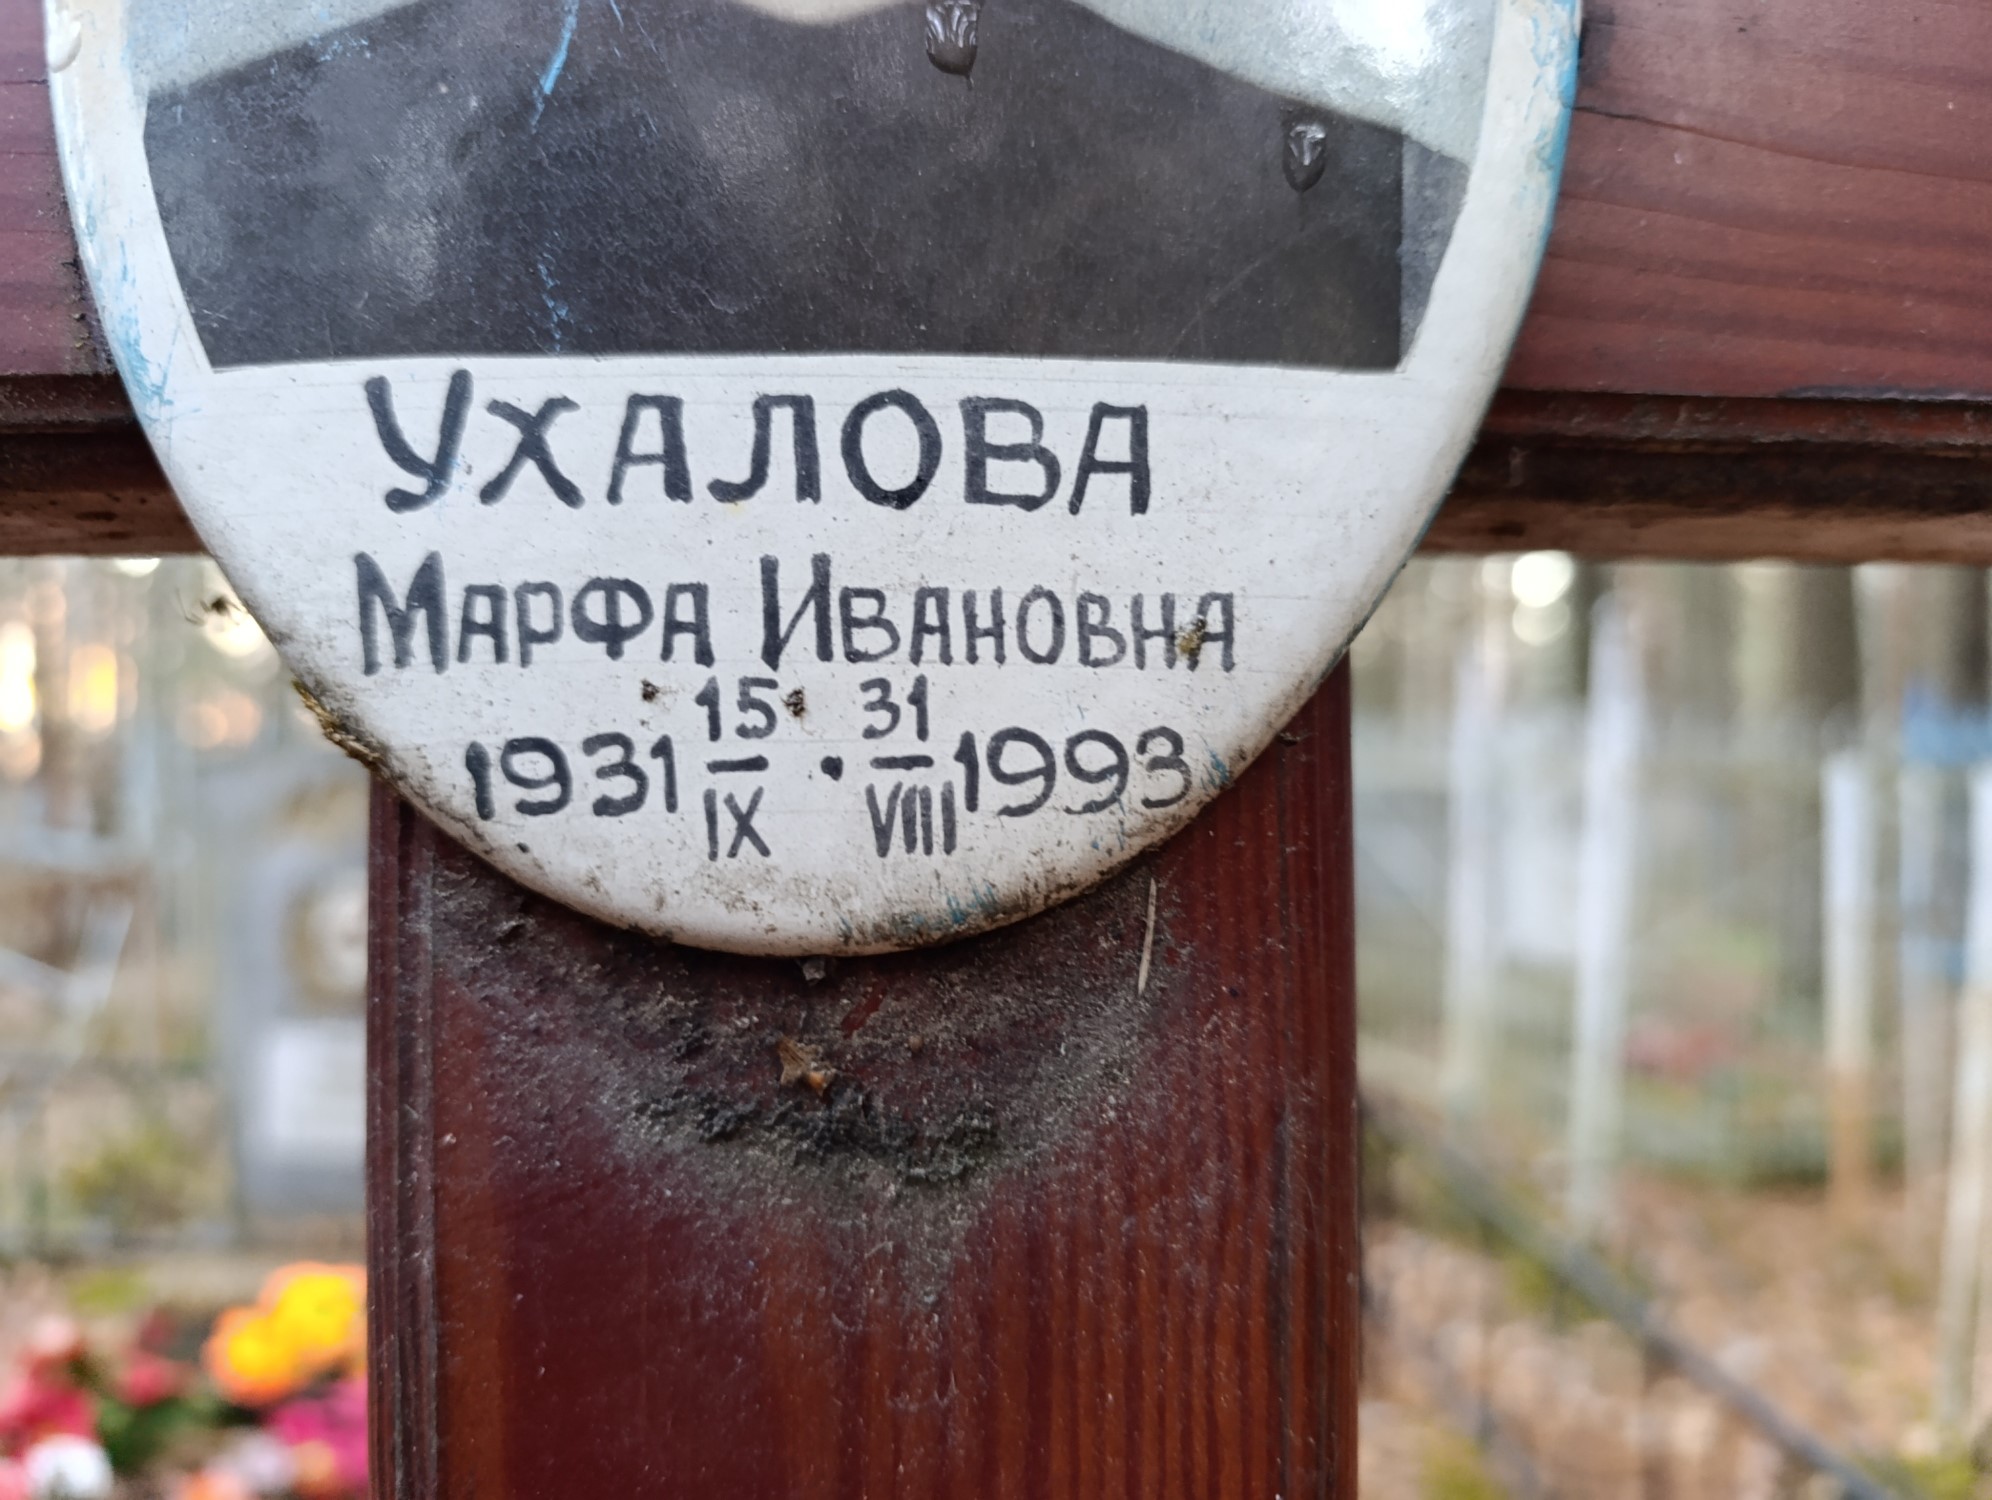 УХАЛОВА
МАРФА ИВАНОВНА
1931 15/IX · 31/VIII 1993